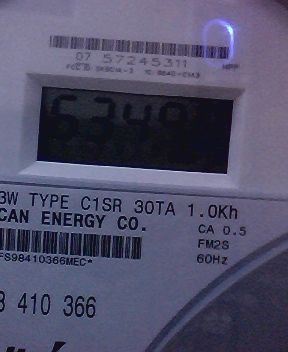 07 57245311
6349
3W TYPE C1SR 30TA 1.0Kh
CAN ENERGY CO.
CA 0.5
FM2S
60Hz
FS98410366MEC*
3 410 366